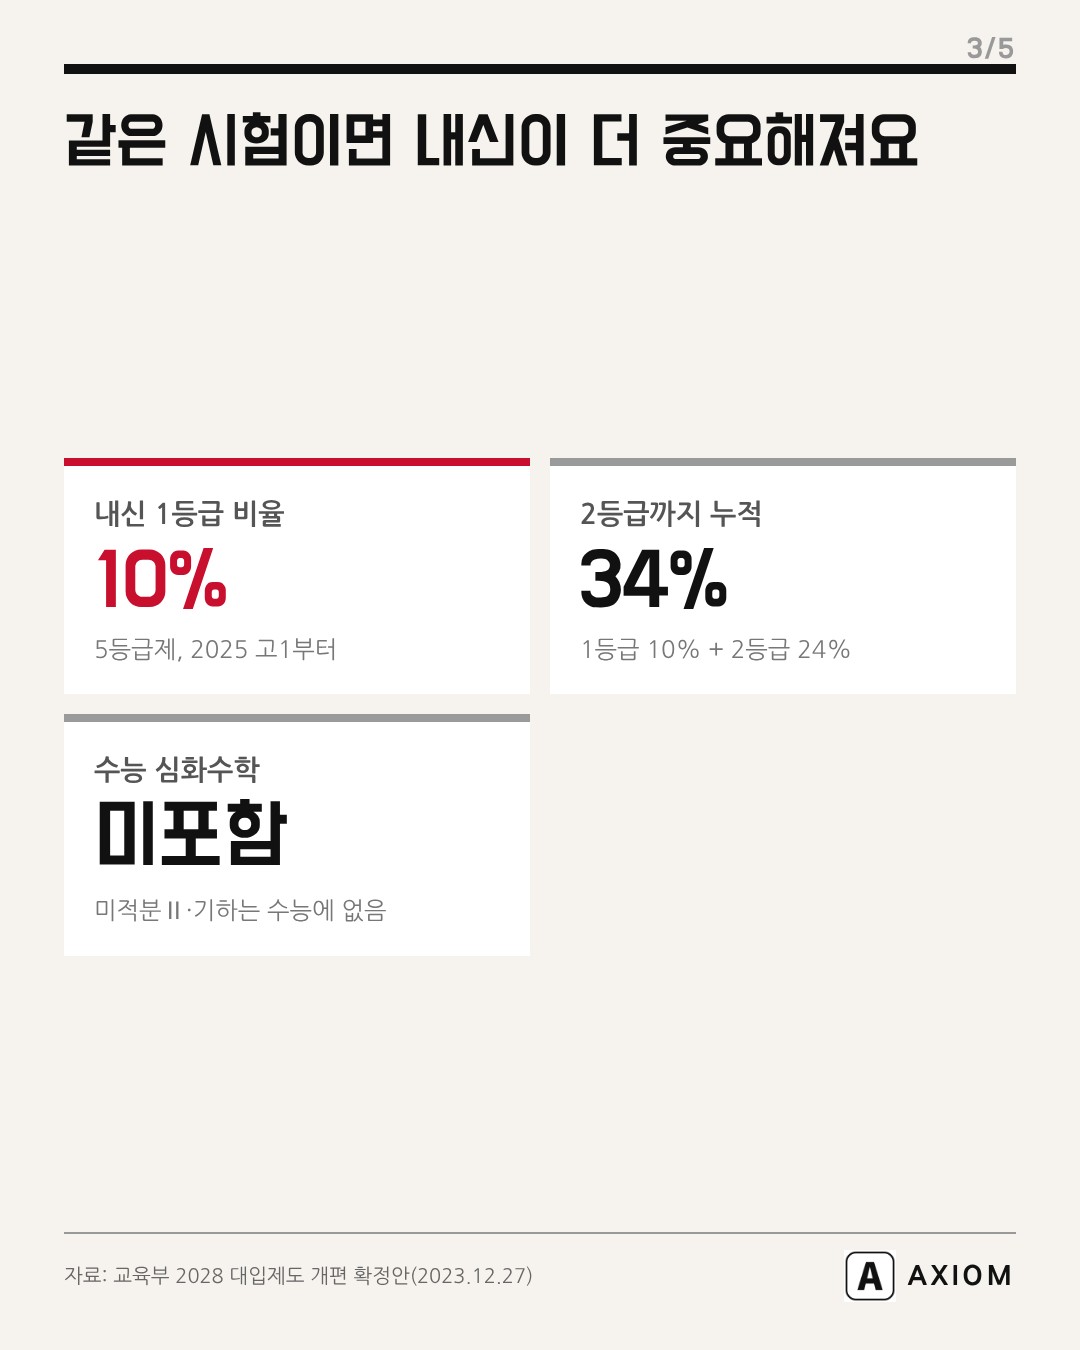 3/5
같은 시험이면 내신이 더 중요해져요
내신 1등급 비율
10%
5등급제, 2025 고1부터
2등급까지 누적
34%
1등급 10% + 2등급 24%
수능 심화수학
미포함
미적분Ⅱ·기하는 수능에 없음
자료: 교육부 2028 대입제도 개편 확정안(2023.12.27)
A AXIOM